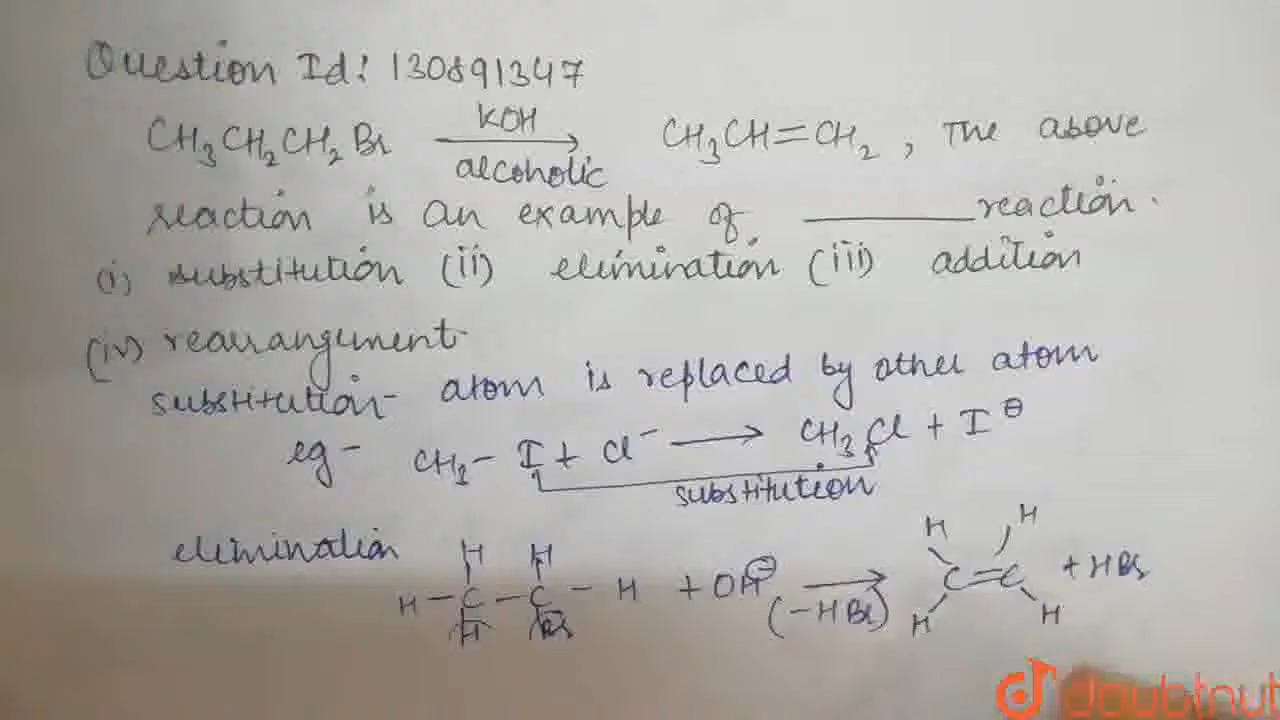 Question Id: 130891347
CH₃CH₂CH₂Br KOH alcoholic → CH₃CH=CH₂, The above
reaction is an example of ______ reaction.
(i) substitution (ii) elimination (iii) addition
(iv) rearrangement
substitution- atom is replaced by other atom
eg- CH₃-I + Cl⁻ → CH₃Cl + I⊖
substitution
elimination
H H H H
H-C-C-H + OH⊖ → C=C + HBr
H Br (-HBr) H H
doubtnut